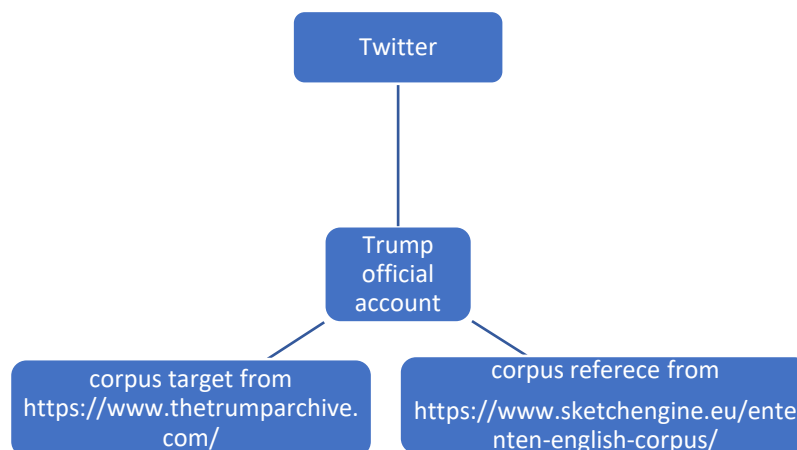 Twitter
Trump
official
account
corpus target from
https://www.thetrumparchive.
com/
corpus referece from
https://www.sketchengine.eu/ente
nten-english-corpus/